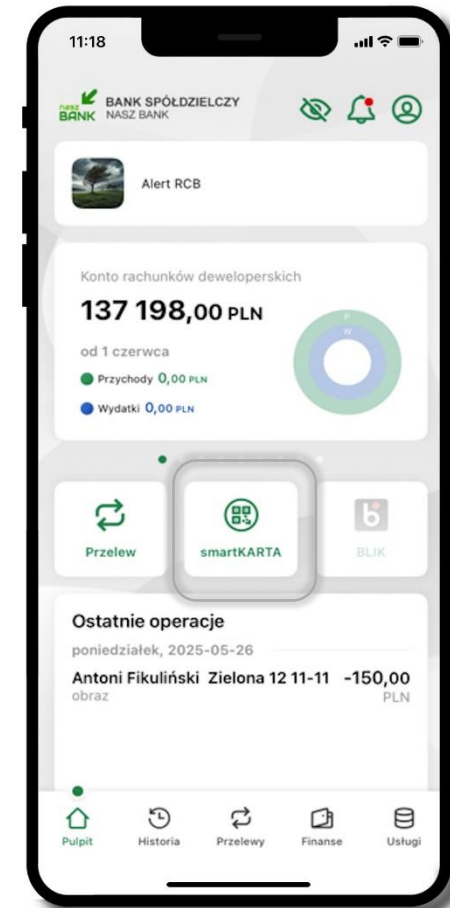 11:18
nasz BANK
BANK SPÓŁDZIELCZY
NASZ BANK
Alert RCB
Konto rachunków deweloperskich
137 198,00 PLN
od 1 czerwca
Przychody 0,00 PLN
Wydatki 0,00 PLN
P
W
Przelew
smartKARTA
BLIK
Ostatnie operacje
poniedziałek, 2025-05-26
Antoni Fikuliński Zielona 12 11-11 -150,00
obraz PLN
Pulpit Historia Przelewy Finanse Usługi